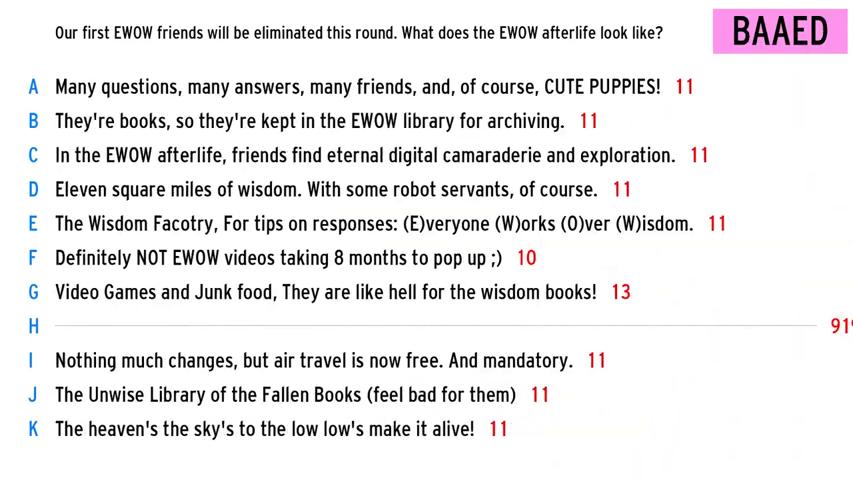 Our first EWOW friends will be eliminated this round. What does the EWOW afterlife look like?
BAAED
A Many questions, many answers, many friends, and, of course, CUTE PUPPIES! 11
B They're books, so they're kept in the EWOW library for archiving. 11
C In the EWOW afterlife, friends find eternal digital camaraderie and exploration. 11
D Eleven square miles of wisdom. With some robot servants, of course. 11
E The Wisdom Facotry, For tips on responses: (E)veryone (W)orks (O)ver (W)isdom. 11
F Definitely NOT EWOW videos taking 8 months to pop up ;) 10
G Video Games and Junk food, They are like hell for the wisdom books! 13
H
I Nothing much changes, but air travel is now free. And mandatory. 11
J The Unwise Library of the Fallen Books (feel bad for them) 11
K The heaven's the sky's to the low low's make it alive! 11